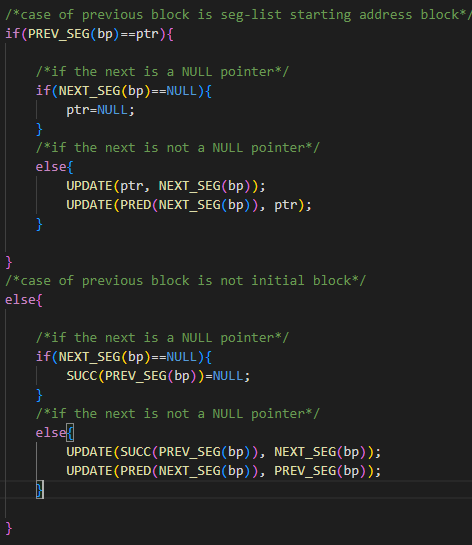 /*case of previous block is seg-list starting address block*/
if(PREV_SEG(bp)==ptr){
/*if the next is a NULL pointer*/
if(NEXT_SEG(bp)==NULL){
ptr=NULL;
}
/*if the next is not a NULL pointer*/
else{
UPDATE(ptr, NEXT_SEG(bp));
UPDATE(PRED(NEXT_SEG(bp)), ptr);
}
}
/*case of previous block is not initial block*/
else{
/*if the next is a NULL pointer*/
if(NEXT_SEG(bp)==NULL){
SUCC(PREV_SEG(bp))=NULL;
}
/*if the next is not a NULL pointer*/
else{
UPDATE(SUCC(PREV_SEG(bp)), NEXT_SEG(bp));
UPDATE(PRED(NEXT_SEG(bp)), PREV_SEG(bp));
}
}